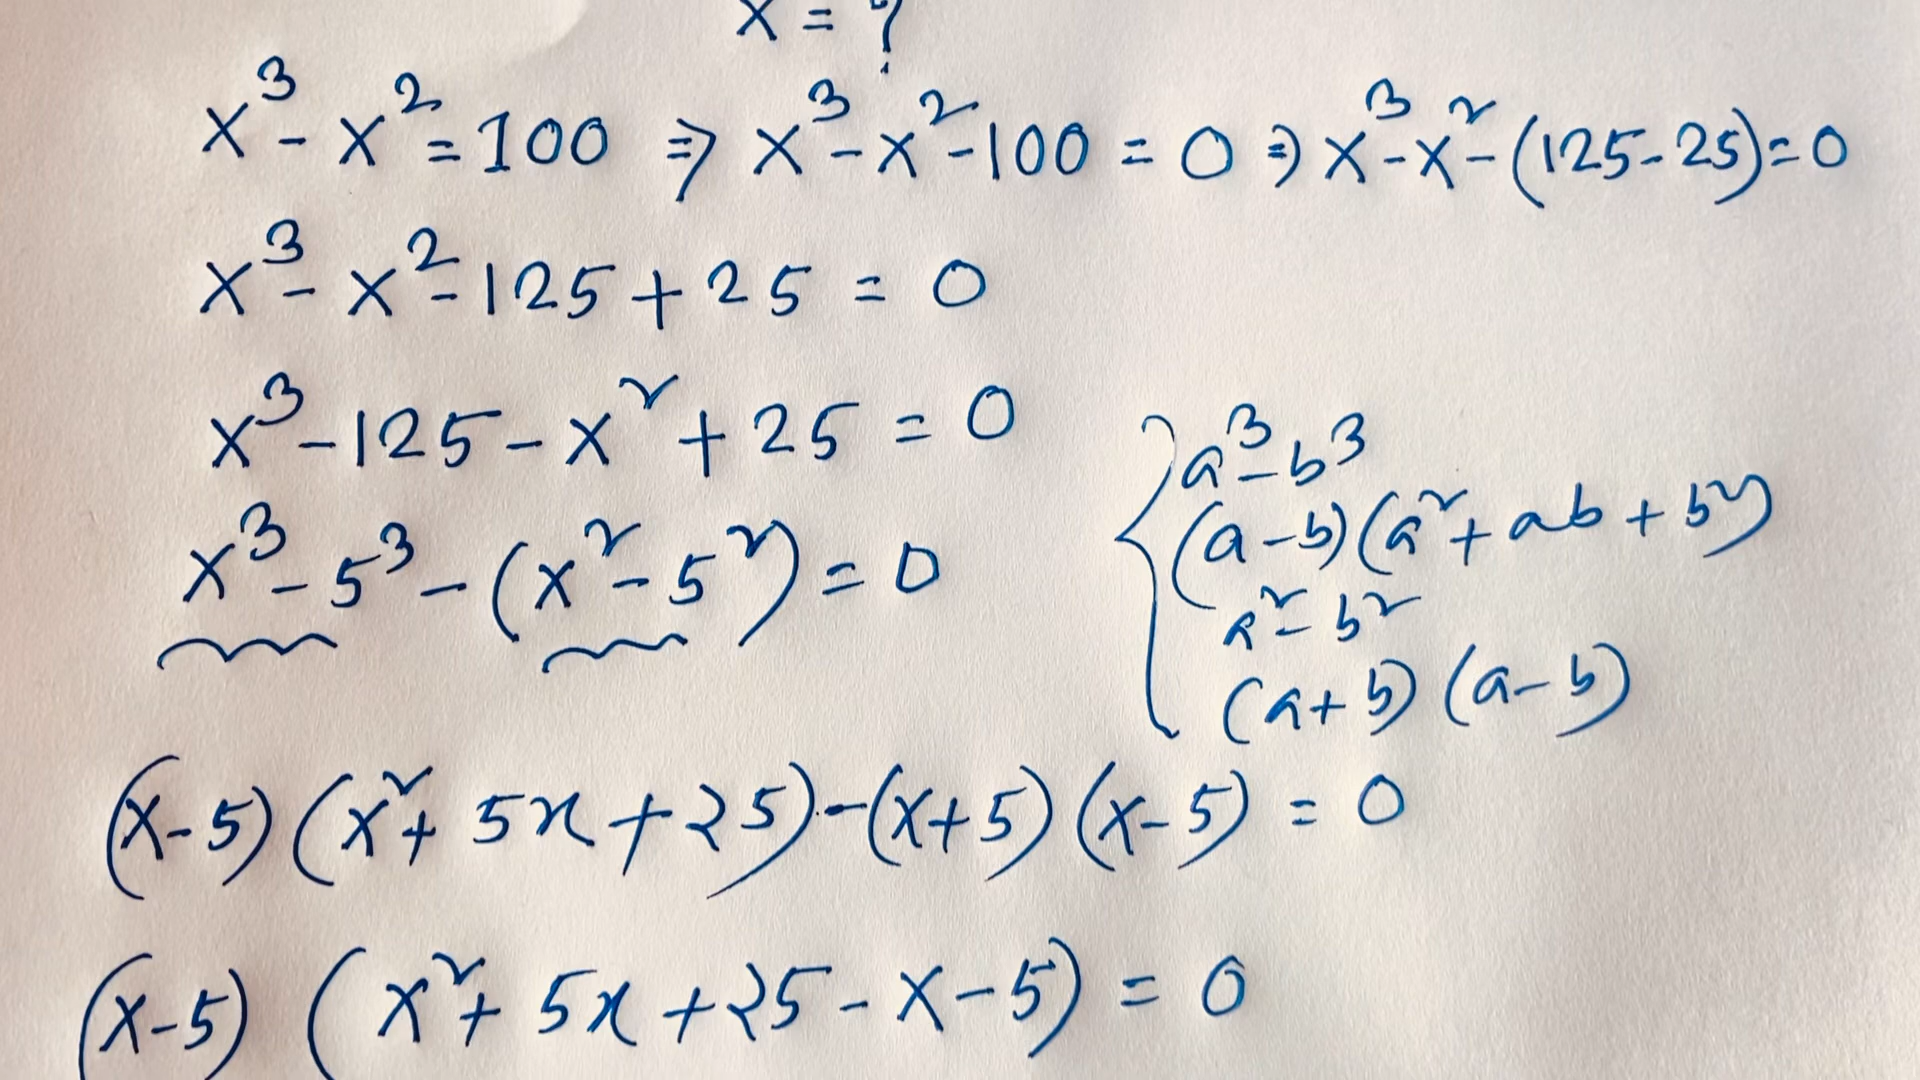 x = ?
x³ - x² = 100 ⇒ x³ - x² - 100 = 0 ⇒ x³ - x² - (125 - 25) = 0
x³ - x² - 125 + 25 = 0
x³ - 125 - x² + 25 = 0
x³ - 5³ - (x² - 5²) = 0
a³ - b³
(a - b)(a² + ab + b²)
a² - b²
(a + b)(a - b)
(x - 5)(x² + 5x + 25) - (x + 5)(x - 5) = 0
(x - 5)(x² + 5x + 25 - x - 5) = 0